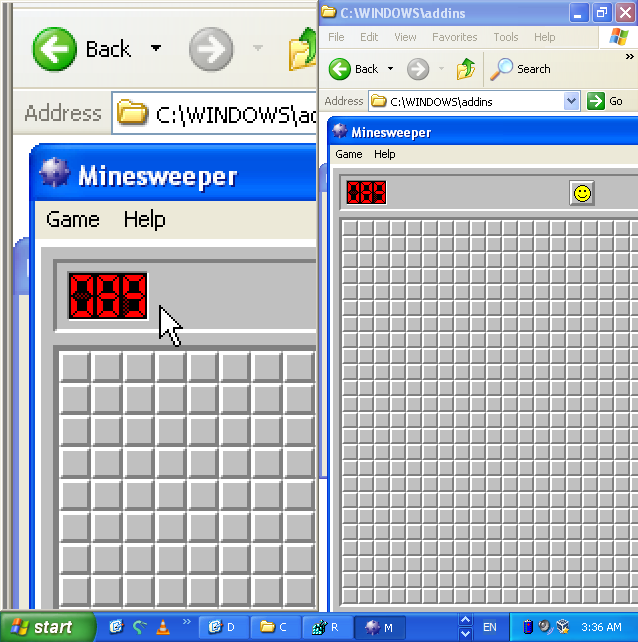 Back
Address
C:\WINDOWS\ad
Minesweeper
Game Help
C:\WINDOWS\addins
File Edit View Favorites Tools Help
Back
Search
»
Address C:\WINDOWS\addins Go
Minesweeper
Game Help
start » D C R M EN 3:36 AM